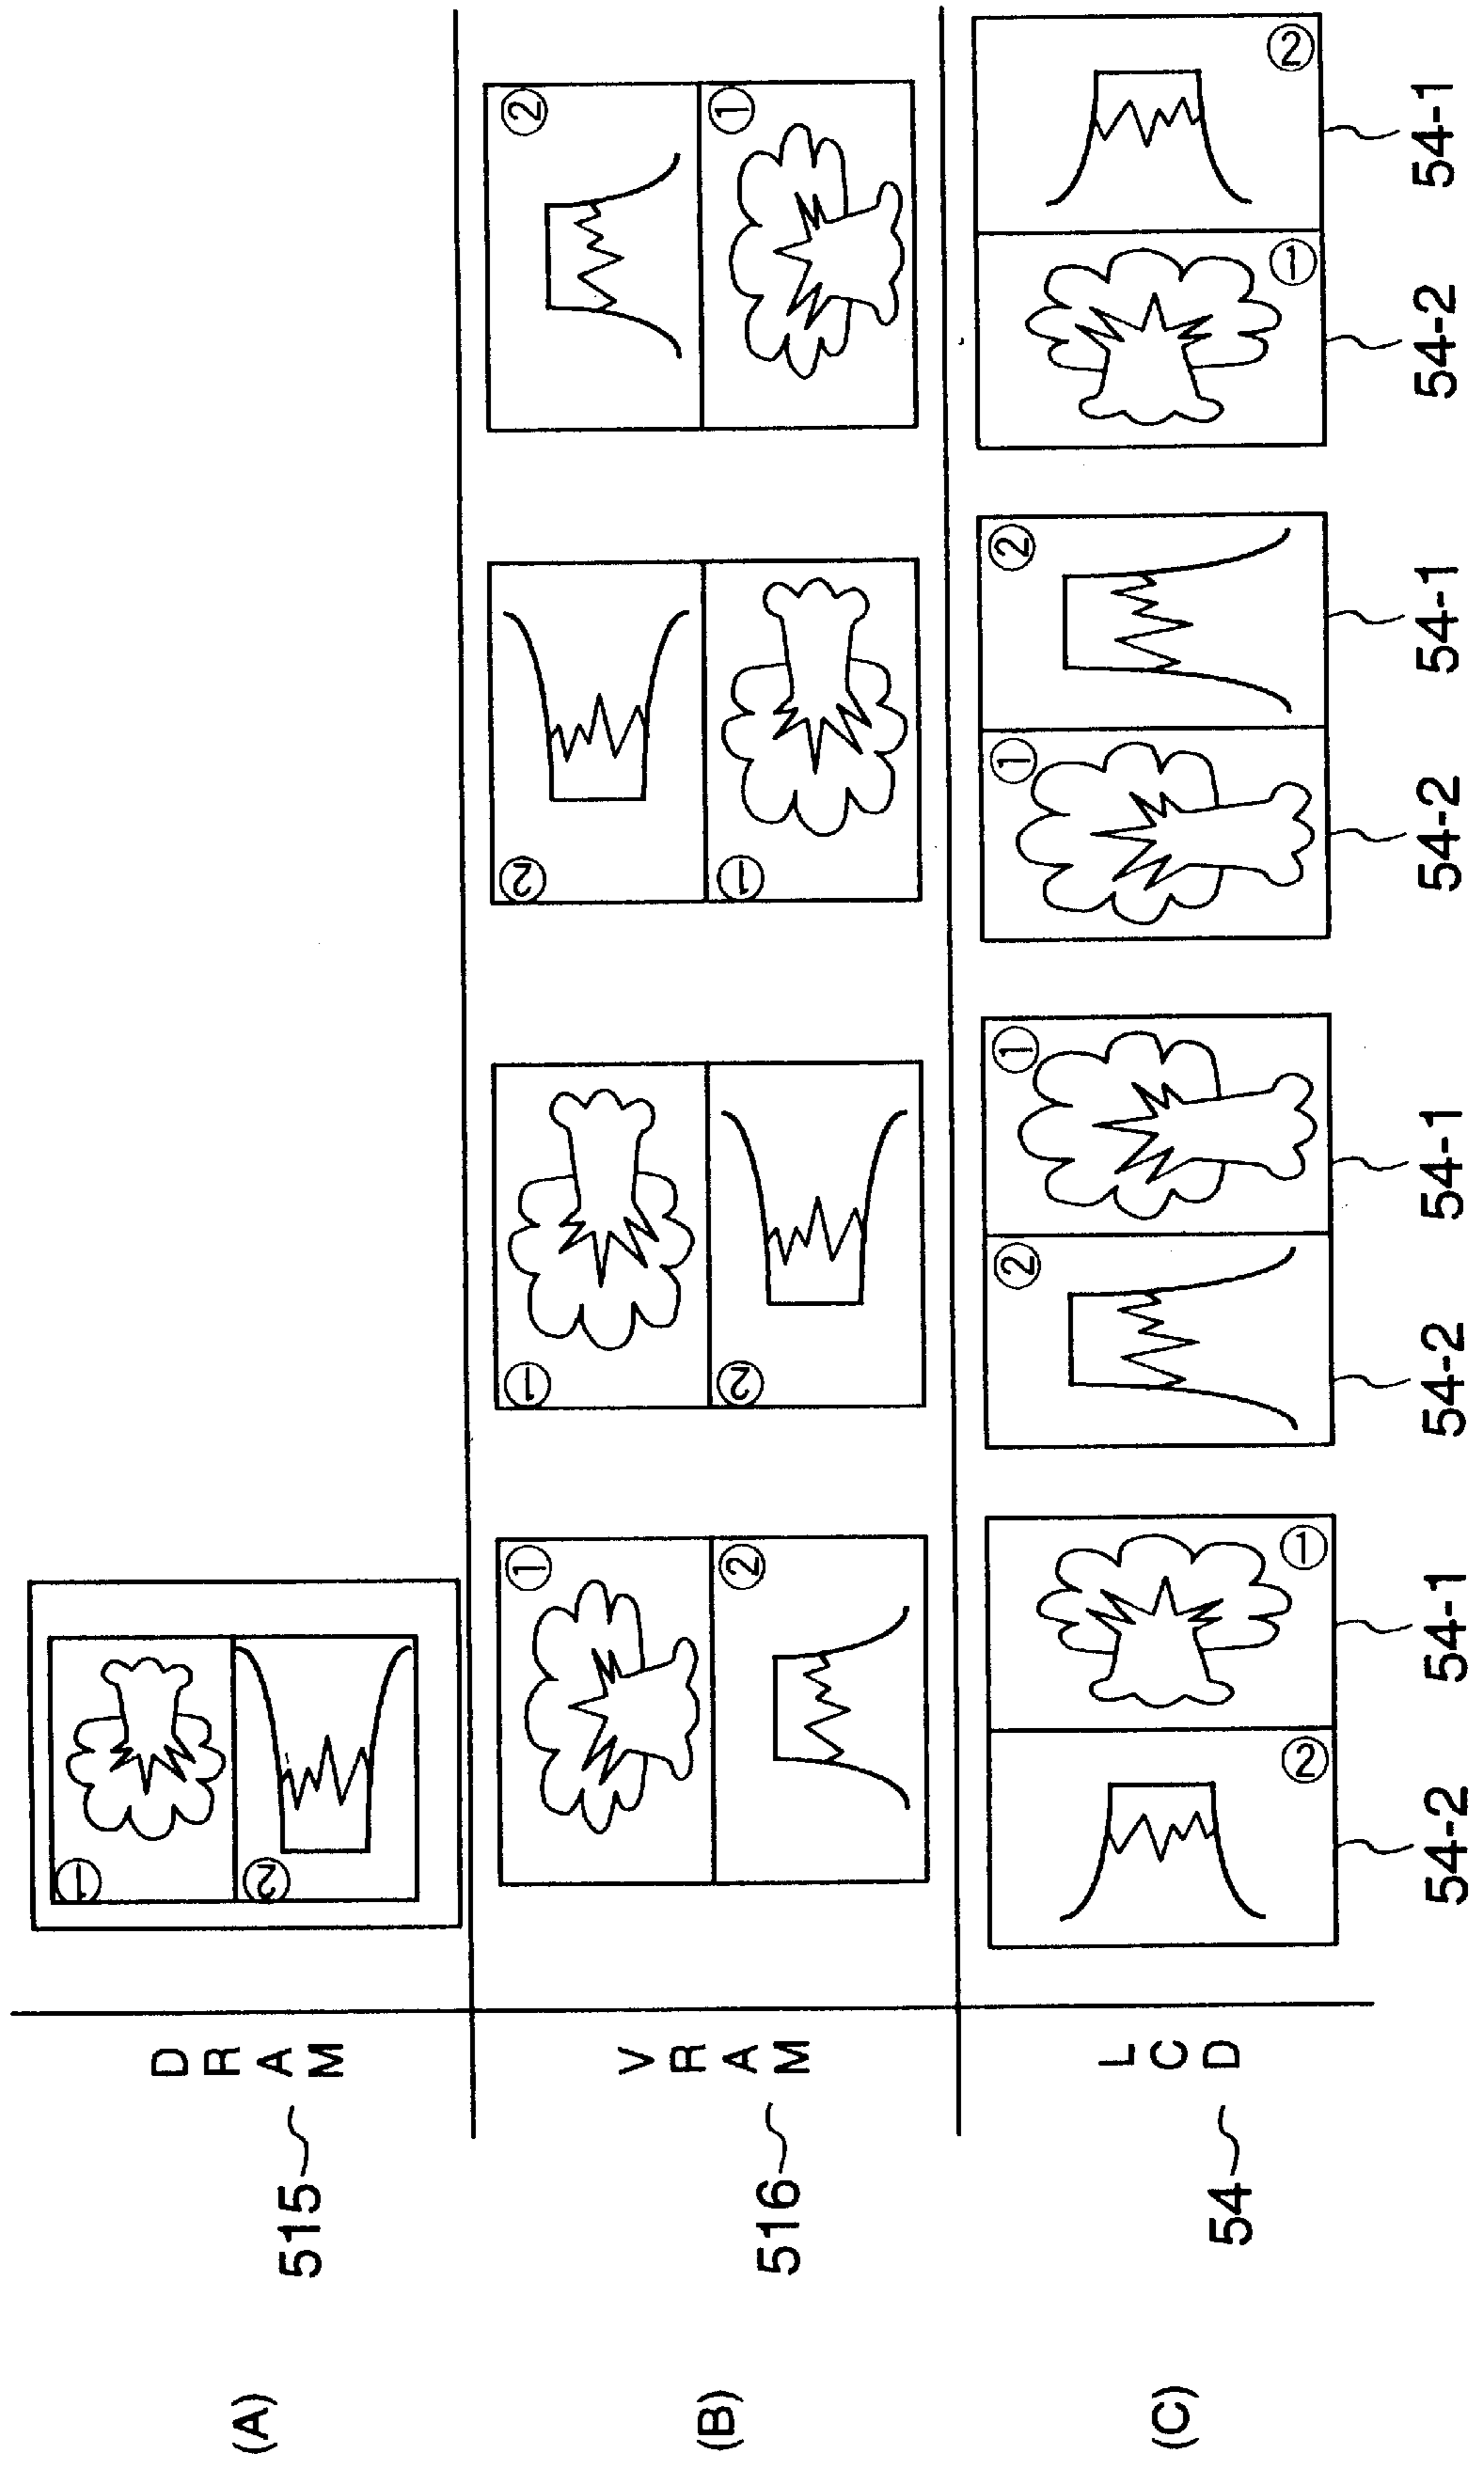 (A)
515
DRAM
①
②
(B)
516
VRAM
① ① ② ②
② ② ① ①
(C)
54
LCD
② ① ② ① ① ② ① ②
54-2 54-1 54-2 54-1 54-2 54-1 54-2 54-1